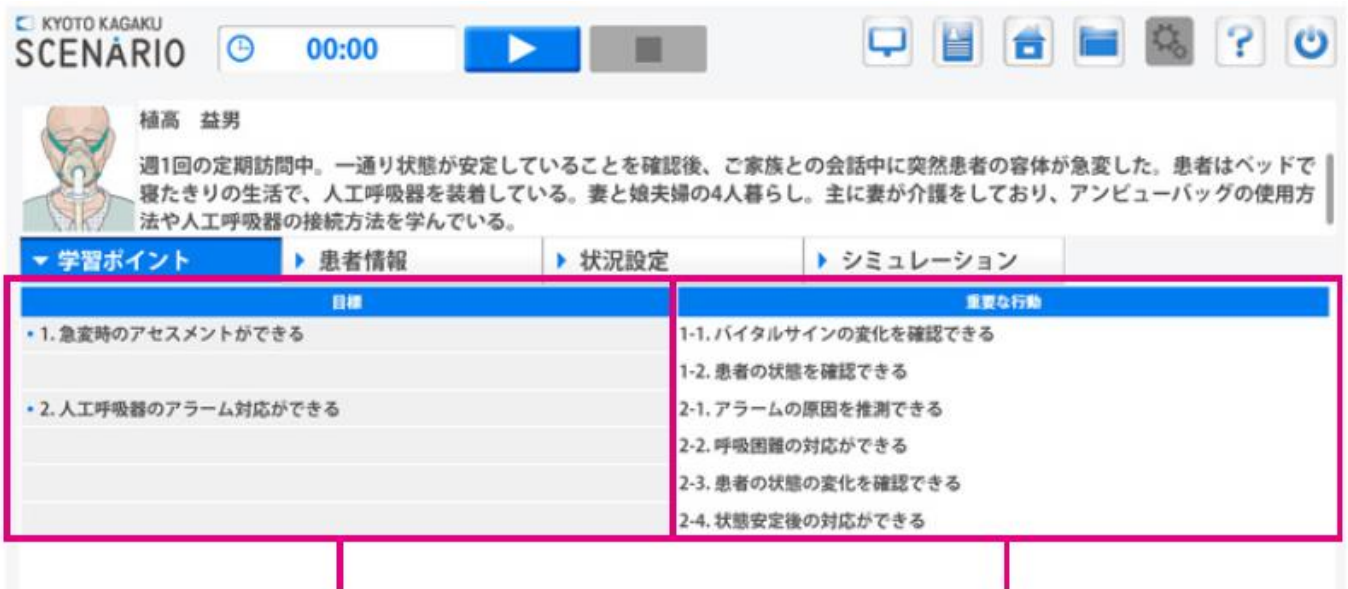 KYOTO KAGAKU
SCENARIO
00:00
植高 益男
週1回の定期訪問中。一通り状態が安定していることを確認後、ご家族との会話中に突然患者の容体が急変した。患者はベッドで
寝たきりの生活で、人工呼吸器を装着している。妻と娘夫婦の4人暮らし。主に妻が介護をしており、アンビューバッグの使用方
法や人工呼吸器の接続方法を学んでいる。
学習ポイント
患者情報
状況設定
シミュレーション
目標
重要な行動
• 1. 急変時のアセスメントができる
1-1. バイタルサインの変化を確認できる
1-2. 患者の状態を確認できる
• 2. 人工呼吸器のアラーム対応ができる
2-1. アラームの原因を推測できる
2-2. 呼吸困難の対応ができる
2-3. 患者の状態の変化を確認できる
2-4. 状態安定後の対応ができる